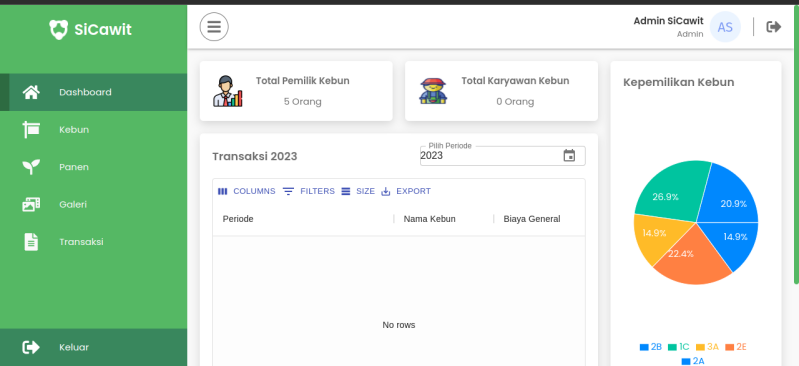 SiCawit
Dashboard
Kebun
Panen
Galeri
Transaksi
Keluar
Admin SiCawit
Admin
AS
Total Pemilik Kebun
5 Orang
Total Karyawan Kebun
0 Orang
Transaksi 2023
Pilih Periode
2023
COLUMNS FILTERS SIZE EXPORT
Periode Nama Kebun Biaya General
No rows
Kepemilikan Kebun
26.9%
20.9%
14.9%
14.9%
22.4%
2B 1C 3A 2E
2A